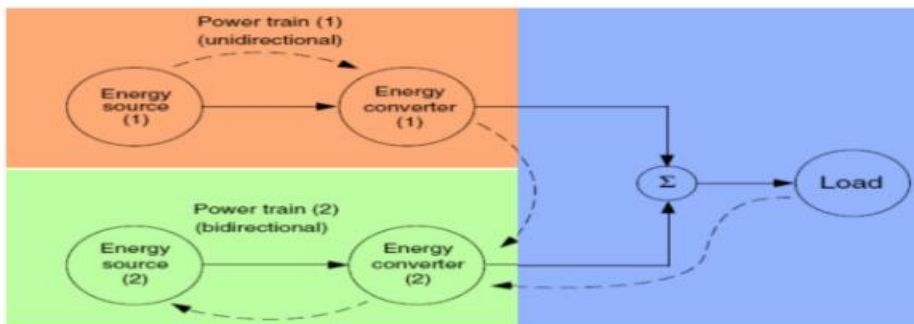 Power train (1)
(unidirectional)
Energy
source
(1)
Energy
converter
(1)
Σ
Load
Power train (2)
(bidirectional)
Energy
source
(2)
Energy
converter
(2)